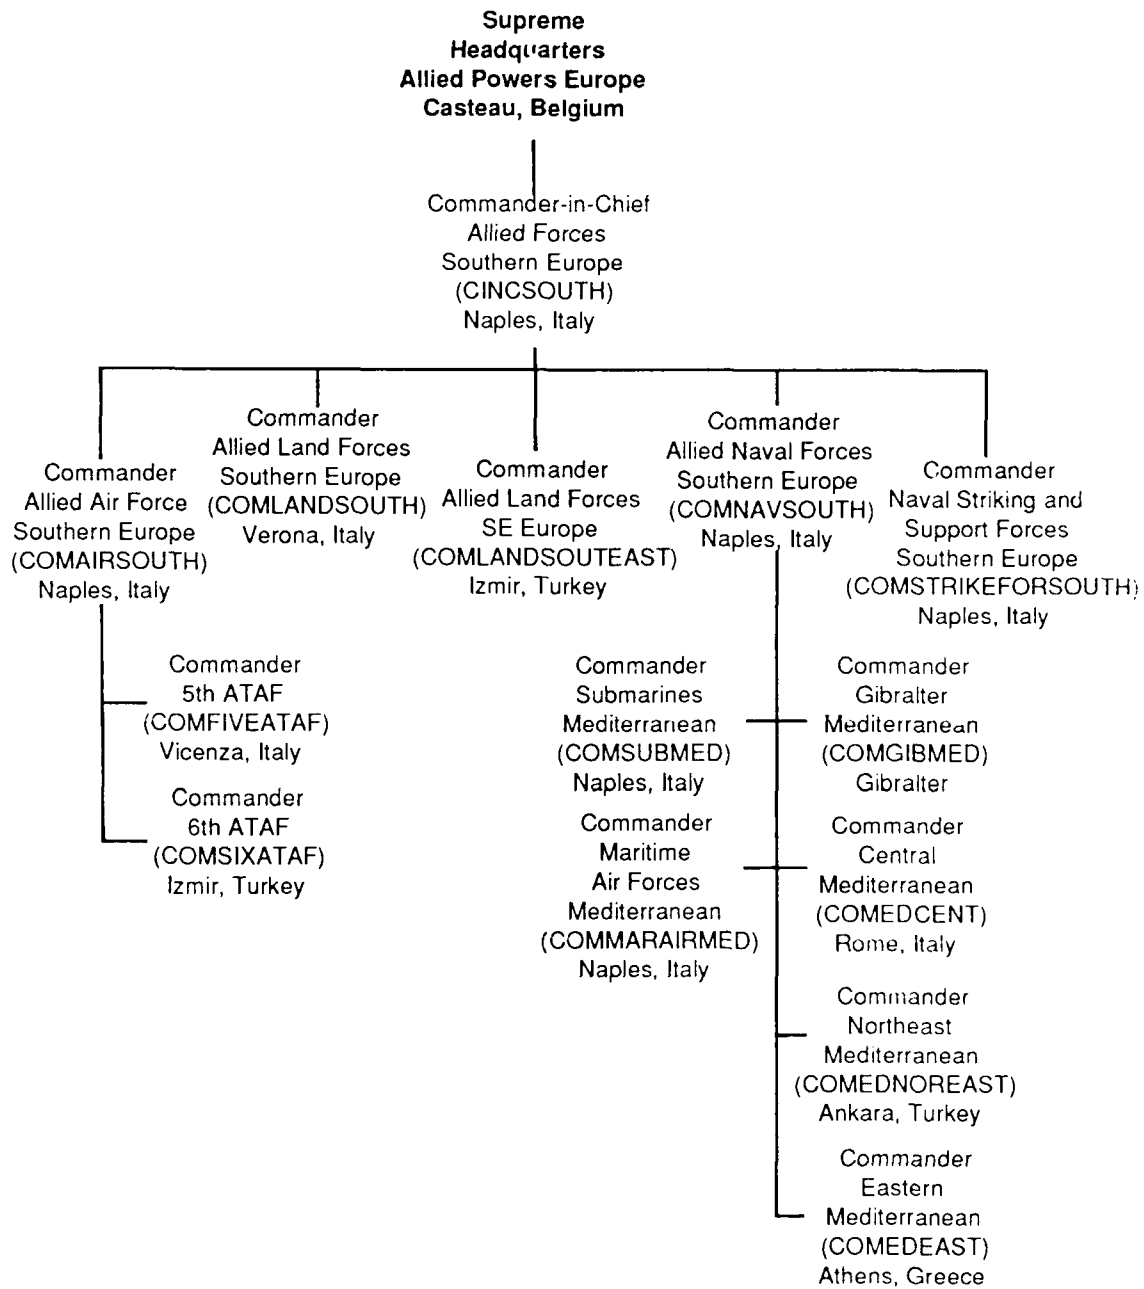 Supreme
Headquarters
Allied Powers Europe
Casteau, Belgium
Commander-in-Chief
Allied Forces
Southern Europe
(CINCSOUTH)
Naples, Italy
Commander
Allied Air Force
Southern Europe
(COMAIRSOUTH)
Naples, Italy
Commander
Allied Land Forces
Southern Europe
(COMLANDSOUTH)
Verona, Italy
Commander
Allied Land Forces
SE Europe
(COMLANDSOUTEAST)
Izmir, Turkey
Commander
Allied Naval Forces
Southern Europe
(COMNAVSOUTH)
Naples, Italy
Commander
Naval Striking and
Support Forces
Southern Europe
(COMSTRIKEFORSOUTH)
Naples, Italy
Commander
5th ATAF
(COMFIVEATAF)
Vicenza, Italy
Commander
6th ATAF
(COMSIXATAF)
Izmir, Turkey
Commander
Submarines
Mediterranean
(COMSUBMED)
Naples, Italy
Commander
Gibralter
Mediterranean
(COMGIBMED)
Gibralter
Commander
Maritime
Air Forces
Mediterranean
(COMMARAIRMED)
Naples, Italy
Commander
Central
Mediterranean
(COMEDCENT)
Rome, Italy
Commander
Northeast
Mediterranean
(COMEDNOREAST)
Ankara, Turkey
Commander
Eastern
Mediterranean
(COMEDEAST)
Athens, Greece